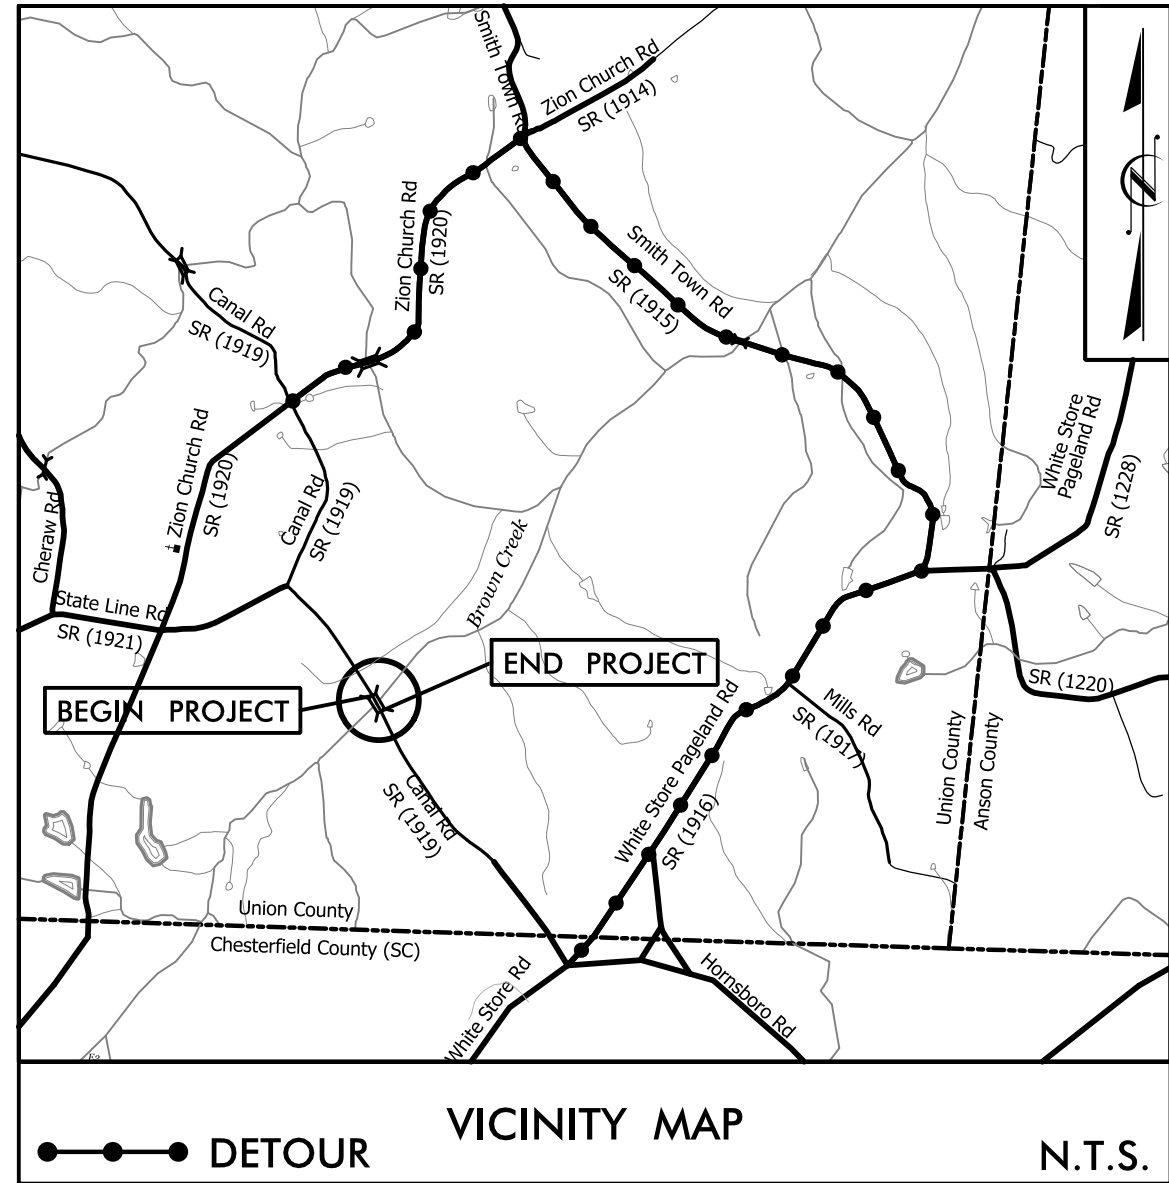 Smith Town Rd
Zion Church Rd
SR (1914)
Zion Church Rd
SR (1920)
Smith Town Rd
SR (1915)
Canal Rd
SR (1919)
White Store
Pageland Rd
SR (1228)
Zion Church Rd
SR (1920)
Canal Rd
SR (1919)
Cheraw Rd
Brown Creek
State Line Rd
SR (1921)
END PROJECT
BEGIN PROJECT
SR (1220)
Mills Rd
SR (1917)
White Store Pageland Rd
SR (1916)
Union County
Anson County
Canal Rd
SR (1919)
Union County
Chesterfield County (SC)
White Store Rd
Hornsboro Rd
VICINITY MAP
DETOUR
N.T.S.